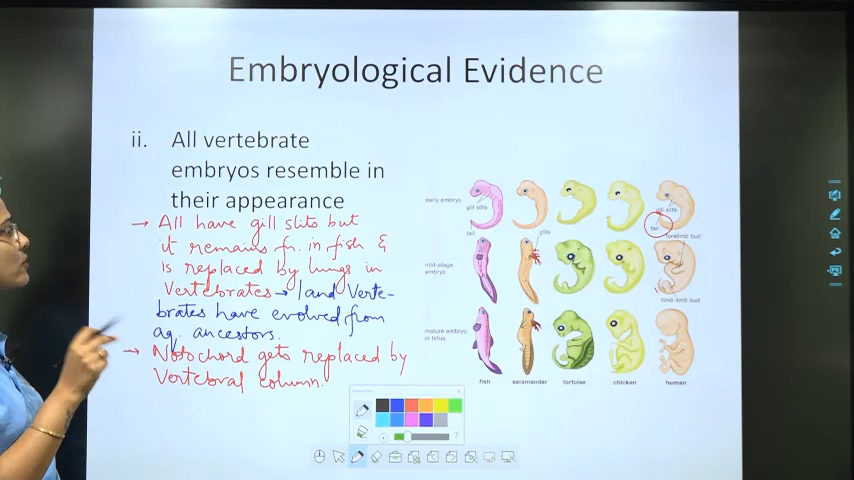 Embryological Evidence
ii. All vertebrate
embryos resemble in
their appearance
→ All have gill slits but
it remains fn. in fish &
is replaced by lungs in
Vertebrates → land Verte-
brates have evolved from
aq. ancestors.
→ Notochord gets replaced by
Vertebral column.
early embryo
gill slits
tail
gill slits
tail
forelimb bud
gills
mid-stage
embryo
hind-limb bud
mature embryo
or fetus
fish salamander tortoise chicken human
7